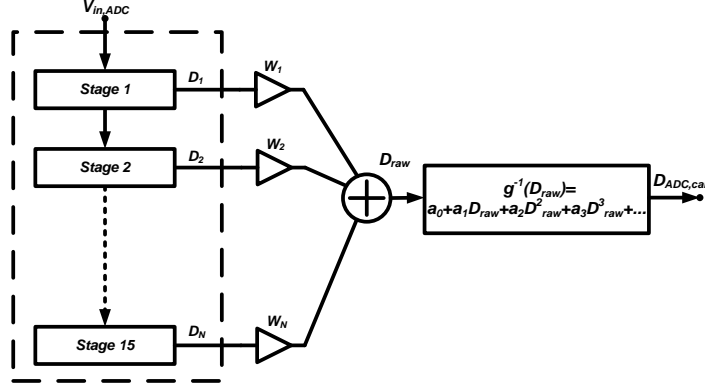 V_in,ADC
Stage 1
D_1
W_1
Stage 2
D_2
W_2
D_raw
g^-1(D_raw)=
a_0+a_1D_raw+a_2D^2_raw+a_3D^3_raw+...
D_ADC,cal
Stage 15
D_N
W_N